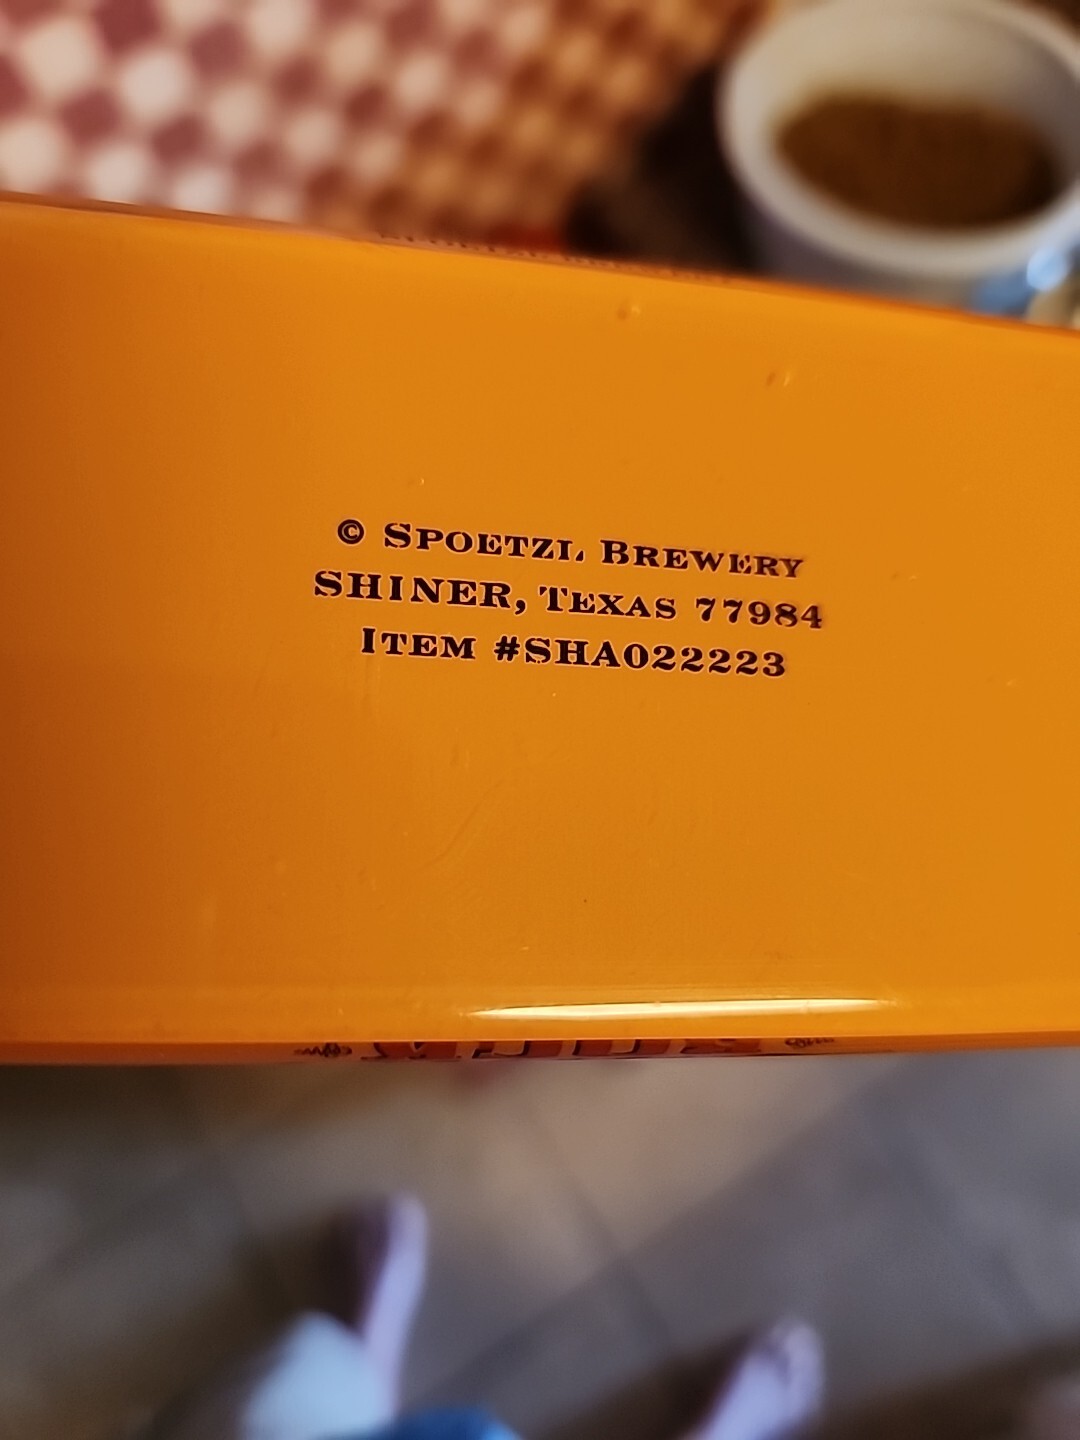 © SPOETZL BREWERY
SHINER, TEXAS 77984
ITEM #SHA022223